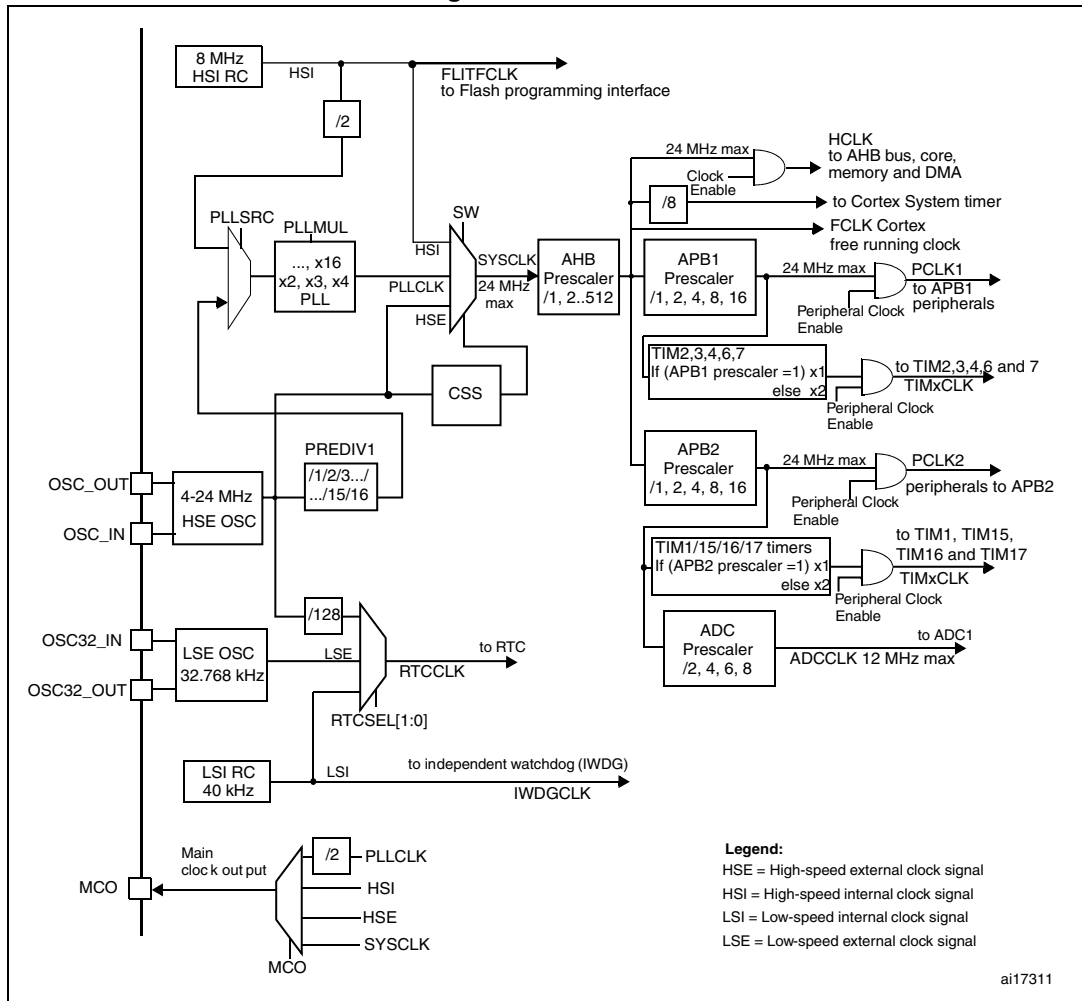 8 MHz
HSI RC
HSI
FLITFCLK
to Flash programming interface
/2
HCLK
to AHB bus, core,
memory and DMA
24 MHz max
Clock
Enable
/8
to Cortex System timer
FCLK Cortex
free running clock
PLLSRC
PLLMUL
..., x16
x2, x3, x4
PLL
SW
HSI
PLLCLK
HSE
SYSCLK
24 MHz
max
AHB
Prescaler
/1, 2..512
APB1
Prescaler
/1, 2, 4, 8, 16
24 MHz max
PCLK1
to APB1
peripherals
Peripheral Clock
Enable
TIM2,3,4,6,7
If (APB1 prescaler =1) x1
else x2
to TIM2,3,4,6 and 7
TIMxCLK
Peripheral Clock
Enable
CSS
PREDIV1
/1/2/3.../
.../15/16
OSC_OUT
OSC_IN
4-24 MHz
HSE OSC
APB2
Prescaler
/1, 2, 4, 8, 16
24 MHz max
PCLK2
peripherals to APB2
Peripheral Clock
Enable
TIM1/15/16/17 timers
If (APB2 prescaler =1) x1
else x2
to TIM1, TIM15,
TIM16 and TIM17
TIMxCLK
Peripheral Clock
Enable
ADC
Prescaler
/2, 4, 6, 8
to ADC1
ADCCLK 12 MHz max
/128
OSC32_IN
OSC32_OUT
LSE OSC
32.768 kHz
LSE
to RTC
RTCCLK
RTCSEL[1:0]
LSI RC
40 kHz
LSI
to independent watchdog (IWDG)
IWDGCLK
Main
clock output
MCO
/2
PLLCLK
HSI
HSE
SYSCLK
MCO
Legend:
HSE = High-speed external clock signal
HSI = High-speed internal clock signal
LSI = Low-speed internal clock signal
LSE = Low-speed external clock signal
ai17311